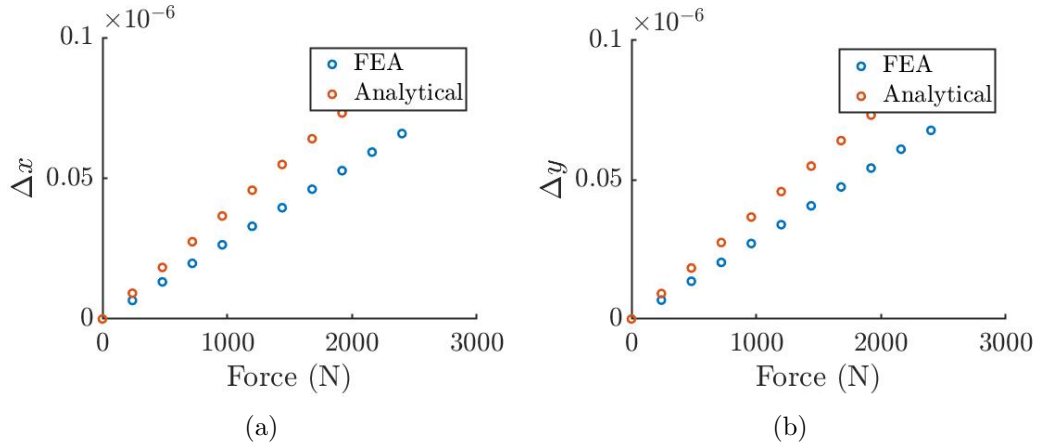 ×10⁻⁶
0.1
FEA
Analytical
Δx
0.05
0
0 1000 2000 3000
Force (N)
(a)
×10⁻⁶
0.1
FEA
Analytical
Δy
0.05
0
0 1000 2000 3000
Force (N)
(b)